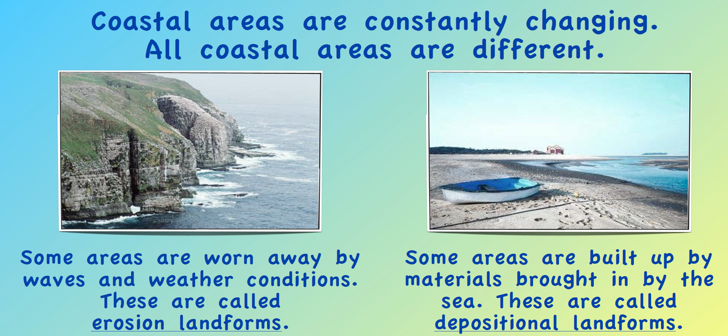 Coastal areas are constantly changing.
All coastal areas are different.
Some areas are worn away by
waves and weather conditions.
These are called
erosion landforms.
Some areas are built up by
materials brought in by the
sea. These are called
depositional landforms.